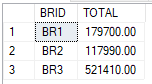 BRID TOTAL
1 BR1 179700.00
2 BR2 117990.00
3 BR3 521410.00